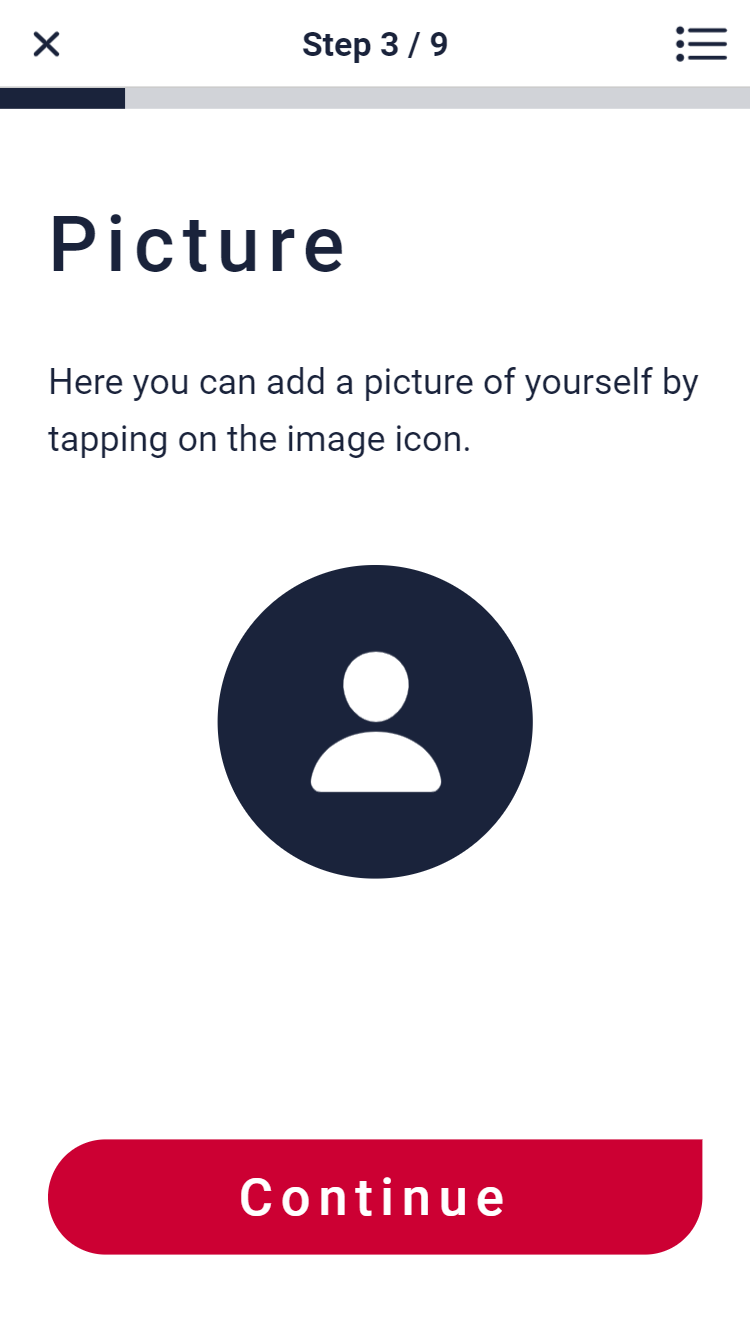 Step 3 / 9
Picture
Here you can add a picture of yourself by
tapping on the image icon.
Continue